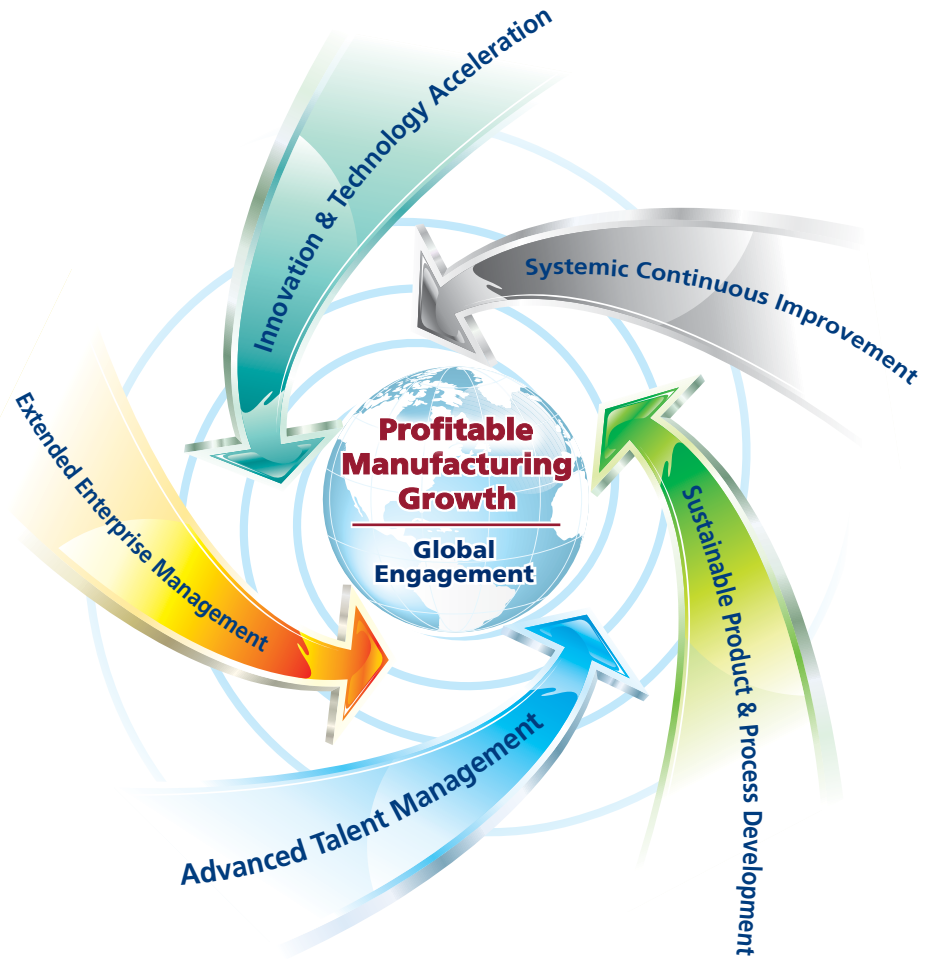 Innovation & Technology Acceleration
Systemic Continuous Improvement
Extended Enterprise Management
Profitable
Manufacturing
Growth
Global
Engagement
Sustainable Product & Process Development
Advanced Talent Management